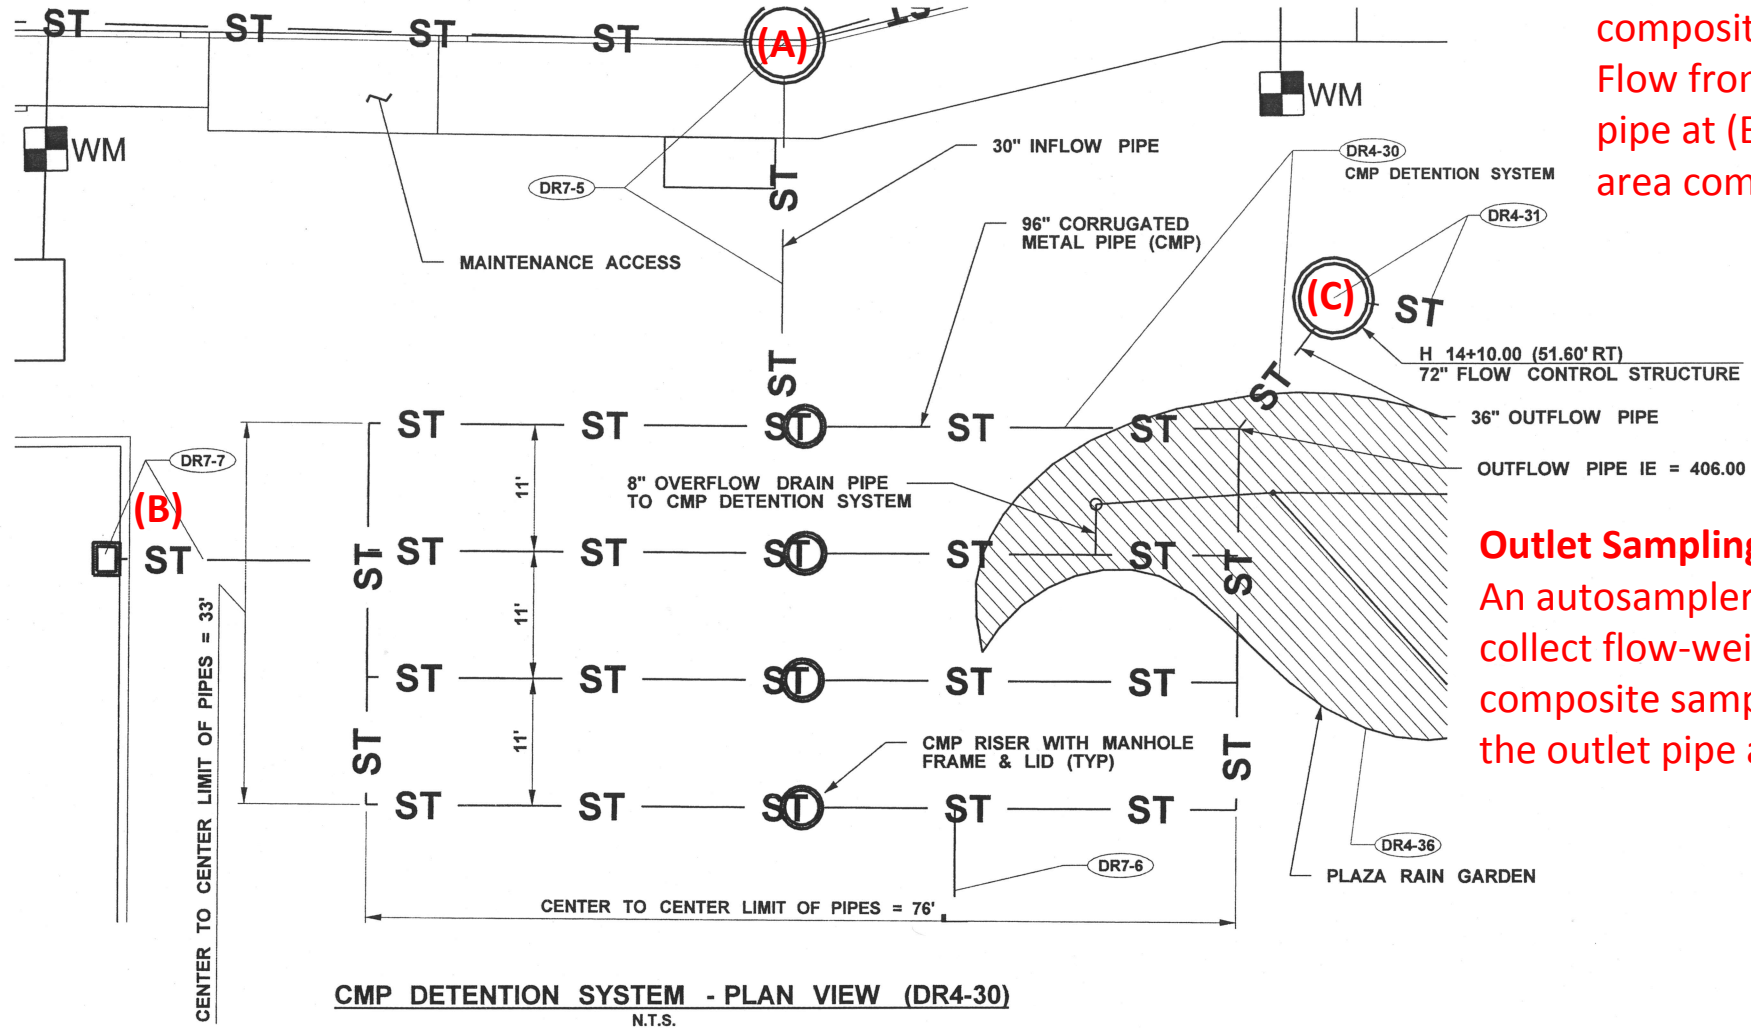 ST ST ST ST ST
(A)
WM
WM
composit
Flow fron
pipe at (E
area com
30" INFLOW PIPE
DR4-30
CMP DETENTION SYSTEM
DR7-5
ST
96" CORRUGATED
METAL PIPE (CMP)
DR4-31
MAINTENANCE ACCESS
(C)
ST
H 14+10.00 (51.60' RT)
72" FLOW CONTROL STRUCTURE
ST
ST
36" OUTFLOW PIPE
ST ST ST ST ST
OUTFLOW PIPE IE = 406.00
DR7-7
(B)
ST
8" OVERFLOW DRAIN PIPE
TO CMP DETENTION SYSTEM
11'
ST ST ST ST ST ST ST
Outlet Sampling
An autosampler
collect flow-wei
composite samp
the outlet pipe a
11'
ST ST ST ST ST
11'
ST ST
CMP RISER WITH MANHOLE
FRAME & LID (TYP)
ST ST ST ST ST
DR7-6
DR4-36
PLAZA RAIN GARDEN
CENTER TO CENTER LIMIT OF PIPES = 33'
CENTER TO CENTER LIMIT OF PIPES = 76'
CMP DETENTION SYSTEM - PLAN VIEW (DR4-30)
N.T.S.